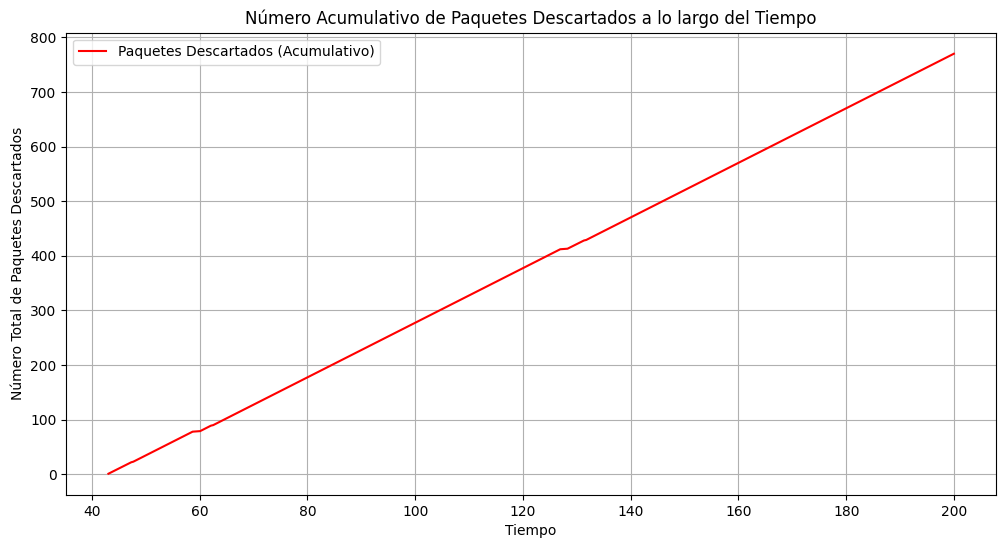 Número Acumulativo de Paquetes Descartados a lo largo del Tiempo
Paquetes Descartados (Acumulativo)
Número Total de Paquetes Descartados
800
700
600
500
400
300
200
100
0
40 60 80 100 120 140 160 180 200
Tiempo